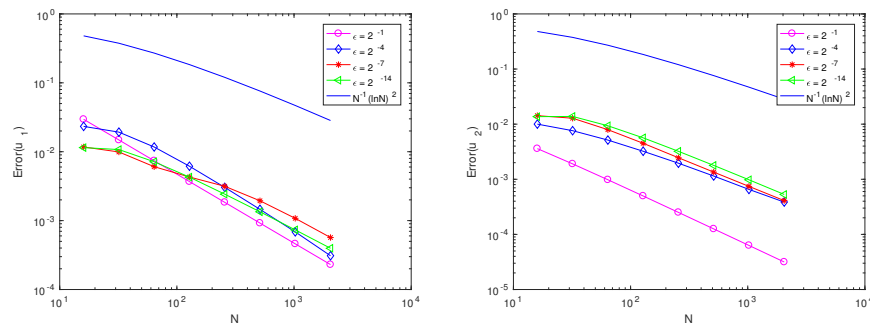 10^0
10^-1
10^-2
10^-3
10^-4
10^1
10^2
10^3
10^4
N
Error(u_1)
ϵ = 2^-1
ϵ = 2^-4
ϵ = 2^-7
ϵ = 2^-14
N^-1(lnN)^2
10^0
10^-1
10^-2
10^-3
10^-4
10^-5
10^1
10^2
10^3
10^4
N
Error(u_2)
ϵ = 2^-1
ϵ = 2^-4
ϵ = 2^-7
ϵ = 2^-14
N^-1(lnN)^2